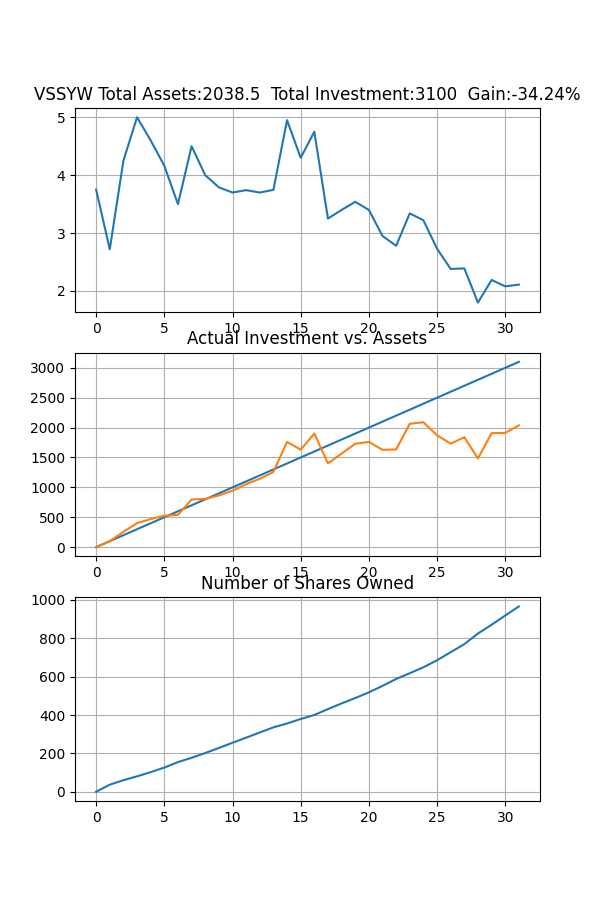 VSSYW Total Assets:2038.5  Total Investment:3100  Gain:-34.24%
5
4
3
2
0 5 10 15 20 25 30
Actual Investment vs. Assets
3000
2500
2000
1500
1000
500
0
0 5 10 15 20 25 30
Number of Shares Owned
1000
800
600
400
200
0
0 5 10 15 20 25 30